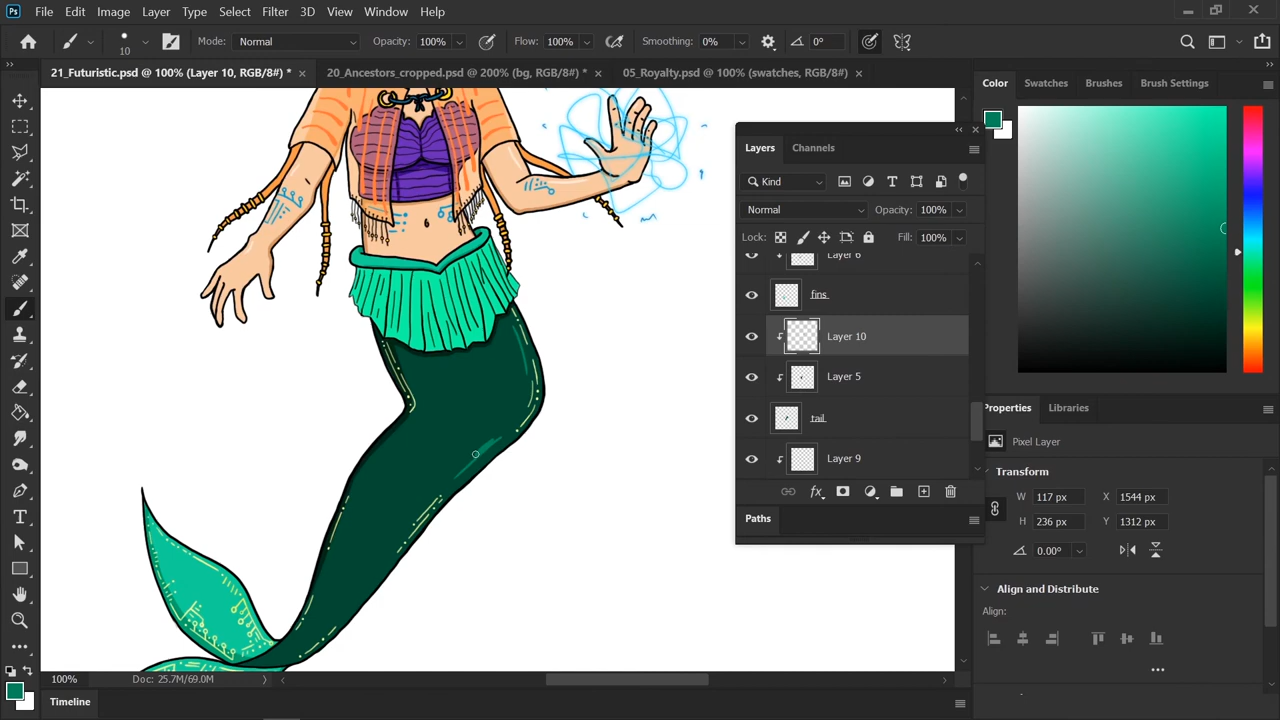 Ps File Edit Image Layer Type Select Filter 3D View Window Help
10 Mode: Normal Opacity: 100% Flow: 100% Smoothing: 0% 0°
21_Futuristic.psd @ 100% (Layer 10, RGB/8#) * 20_Ancestors_cropped.psd @ 200% (bg, RGB/8#) * 05_Royalty.psd @ 100% (swatches, RGB/8#)
Color Swatches Brushes Brush Settings
Layers Channels
Kind
Normal Opacity: 100%
Lock: Fill: 100%
Layer 6
fins
Layer 10
Layer 5
tail
Layer 9
fx
Paths
Properties Libraries
Pixel Layer
Transform
W 117 px X 1544 px
H 236 px Y 1312 px
0.00°
Align and Distribute
Align:
100% Doc: 25.7M/69.0M
Timeline